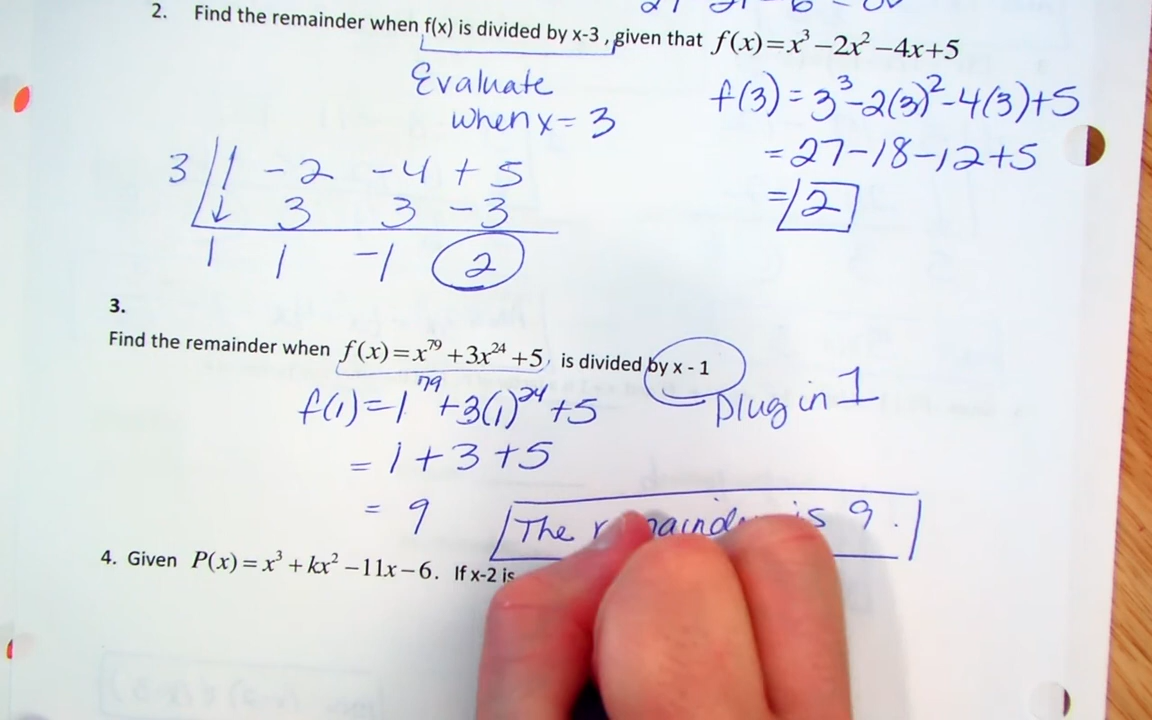 2. Find the remainder when f(x) is divided by x-3 , given that f(x)=x³−2x²−4x+5
Evaluate
when x = 3
f(3) = 3³-2(3)²-4(3)+5
= 27-18-12+5
= 2
3 1 -2 -4 +5
↓ 3 3 -3
1 1 -1 2
3.
Find the remainder when f(x)=x⁷⁹+3x²⁴+5, is divided by x - 1
Plug in 1
f(1) = 1⁷⁹+3(1)²⁴+5
= 1+3+5
= 9
The is 9.
4. Given P(x)=x³+kx²−11x−6. If x-2 is